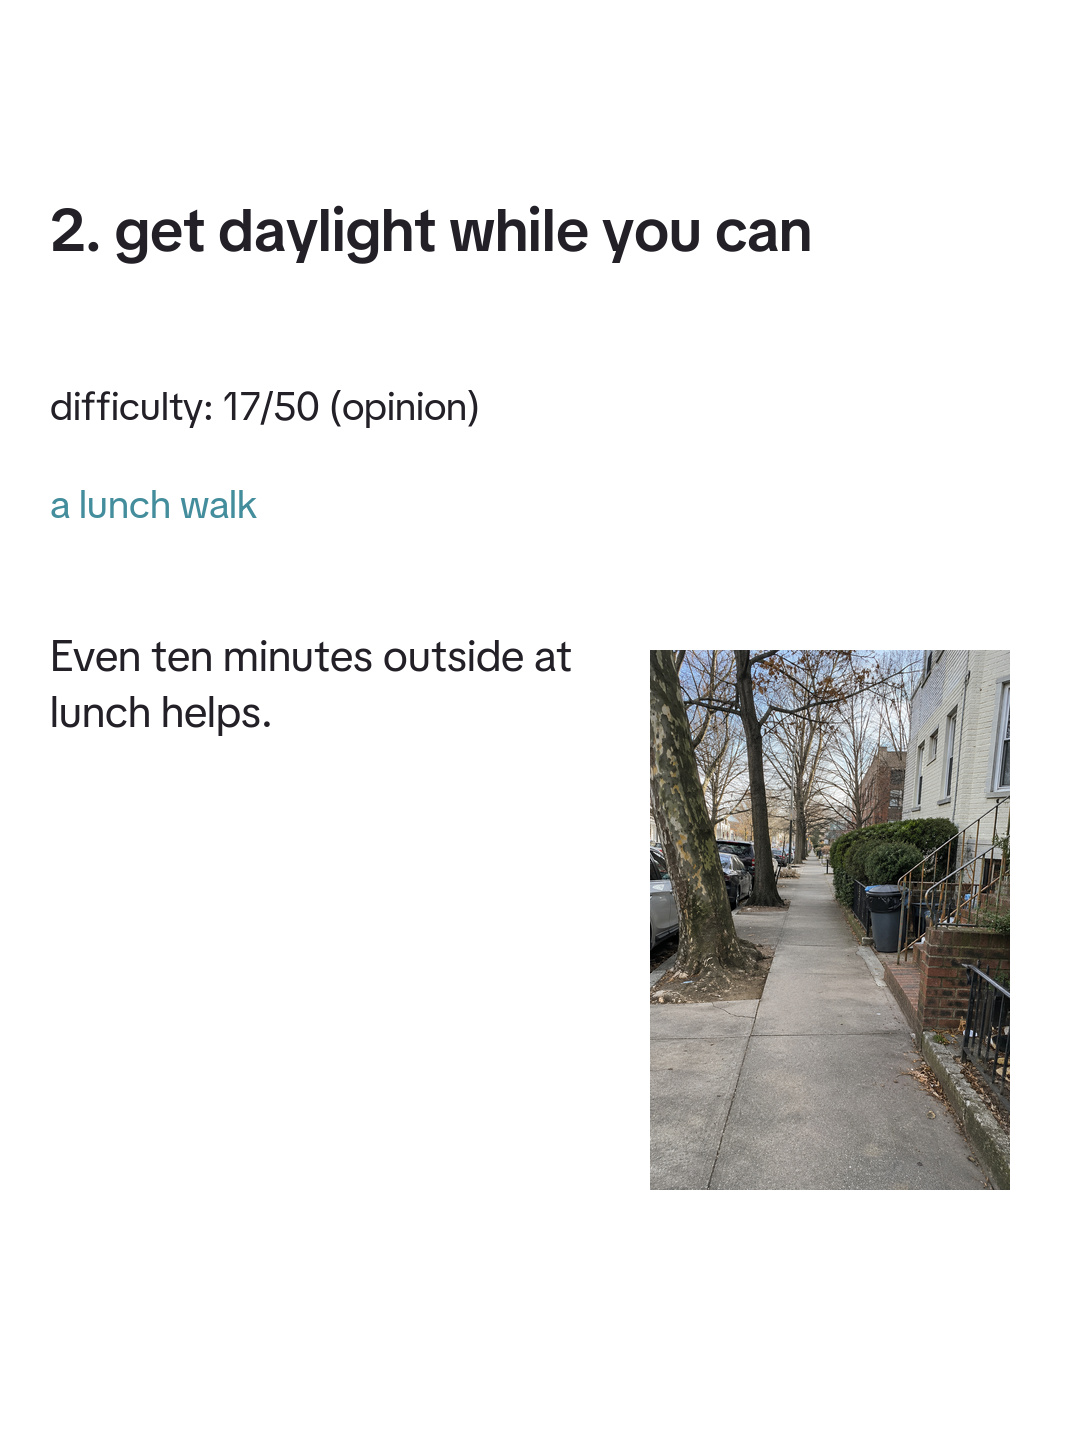 2. get daylight while you can
difficulty: 17/50 (opinion)
a lunch walk
Even ten minutes outside at
lunch helps.